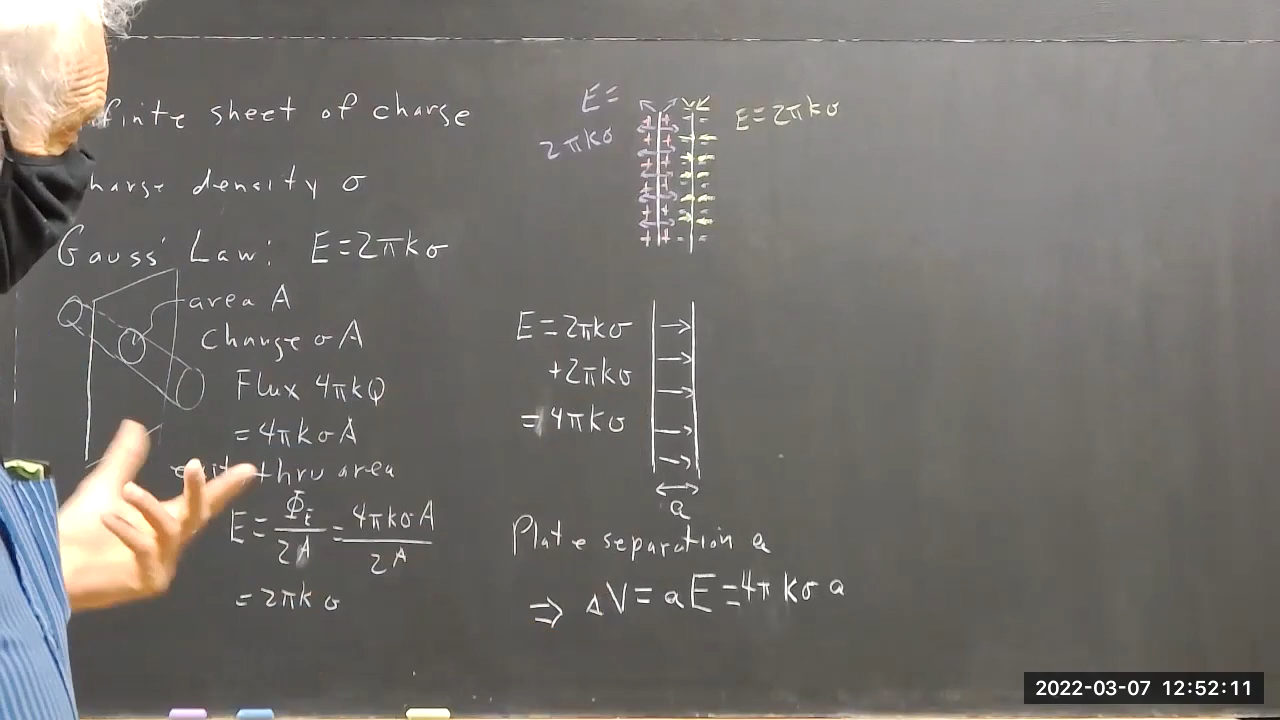 finite sheet of charge
harge density σ
Gauss' Law: E=2πkσ
area A
Charge σA
Flux 4πkQ
=4πkσA
thru area
E = Φ_E / 2A = 4πkσA / 2A
= 2πkσ
E=
2πkσ
E=2πkσ
E=2πkσ
+2πkσ
=4πkσ
a
Plate separation a
⇒ ΔV = aE = 4πkσa
2022-03-07 12:52:11